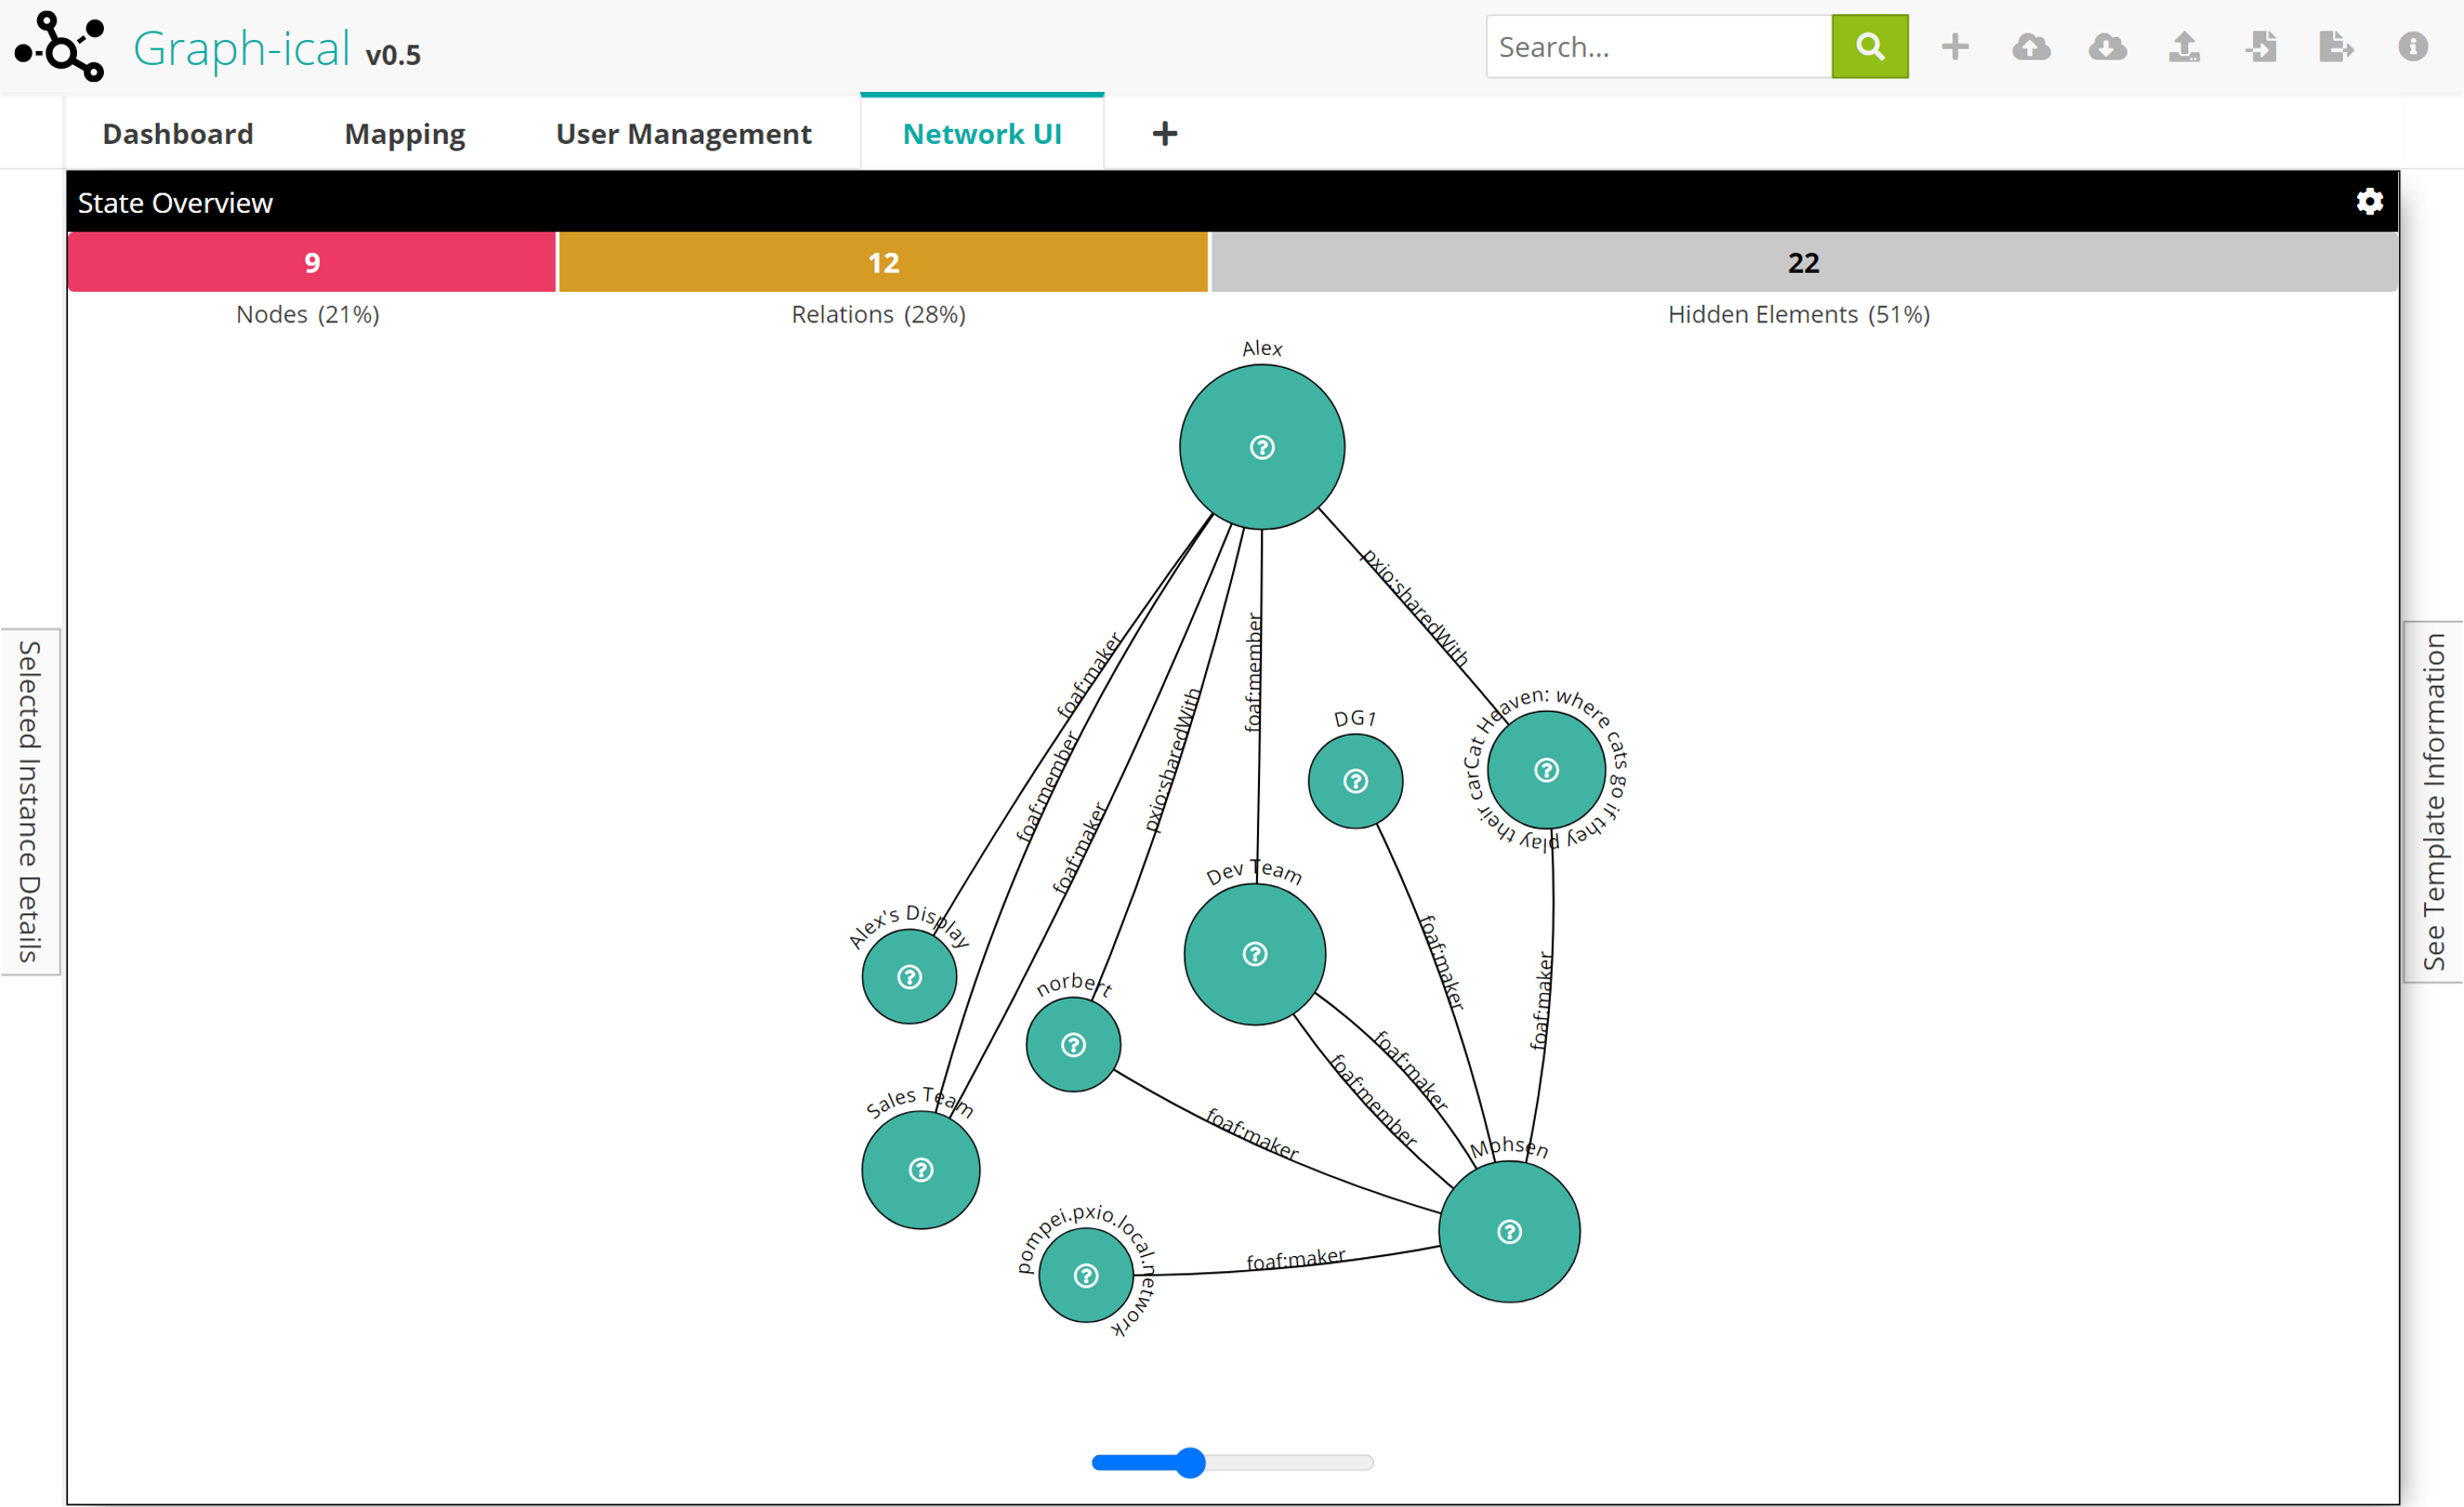 Graph-ical v0.5
Search...
Dashboard
Mapping
User Management
Network UI
State Overview
9
12
22
Nodes (21%)
Relations (28%)
Hidden Elements (51%)
Selected Instance Details
See Template Information
Alex
foaf:maker
foaf:member
foaf:maker
pxio:sharedWith
foaf:member
pxio:sharedWith
DG1
Cat Heaven: where cats go if they play their car
Dev Team
Alex's Display
norbert
foaf:maker
foaf:maker
foaf:maker
foaf:member
Sales Team
foaf:maker
Mohsen
pompei.pxio.local.network
foaf:maker